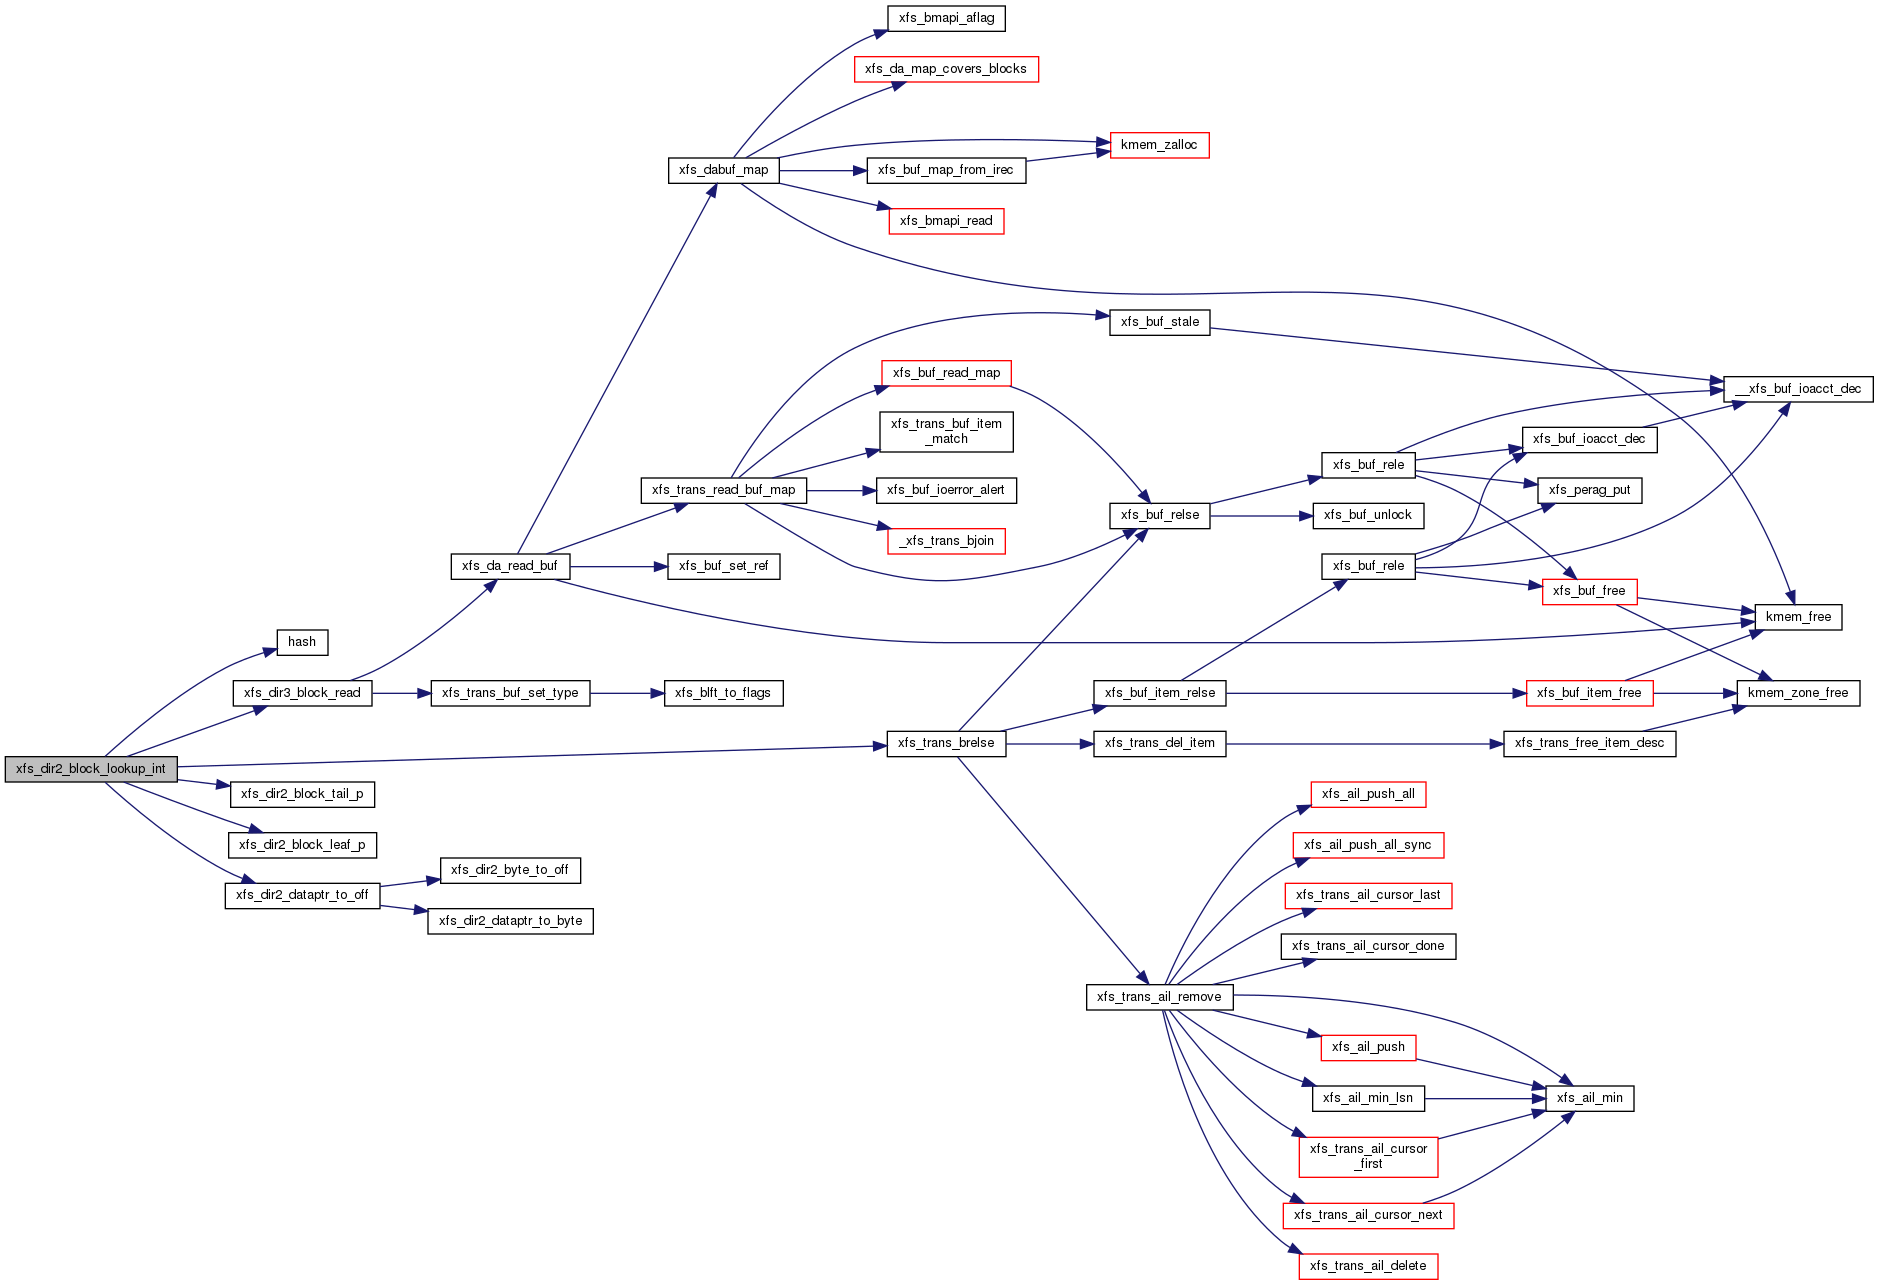 xfs_bmapi_aflag
xfs_da_map_covers_blocks
kmem_zalloc
xfs_dabuf_map
xfs_buf_map_from_irec
xfs_bmapi_read
xfs_buf_stale
xfs_buf_read_map
__xfs_buf_ioacct_dec
xfs_trans_buf_item
_match
xfs_buf_ioacct_dec
xfs_buf_rele
xfs_trans_read_buf_map
xfs_buf_ioerror_alert
xfs_perag_put
xfs_buf_relse
xfs_buf_unlock
_xfs_trans_bjoin
xfs_da_read_buf
xfs_buf_set_ref
xfs_buf_rele
xfs_buf_free
kmem_free
hash
xfs_dir3_block_read
xfs_trans_buf_set_type
xfs_blft_to_flags
xfs_buf_item_relse
xfs_buf_item_free
kmem_zone_free
xfs_trans_brelse
xfs_trans_del_item
xfs_trans_free_item_desc
xfs_dir2_block_lookup_int
xfs_dir2_block_tail_p
xfs_ail_push_all
xfs_dir2_block_leaf_p
xfs_ail_push_all_sync
xfs_dir2_byte_to_off
xfs_dir2_dataptr_to_off
xfs_trans_ail_cursor_last
xfs_dir2_dataptr_to_byte
xfs_trans_ail_cursor_done
xfs_trans_ail_remove
xfs_ail_push
xfs_ail_min_lsn
xfs_ail_min
xfs_trans_ail_cursor
_first
xfs_trans_ail_cursor_next
xfs_trans_ail_delete